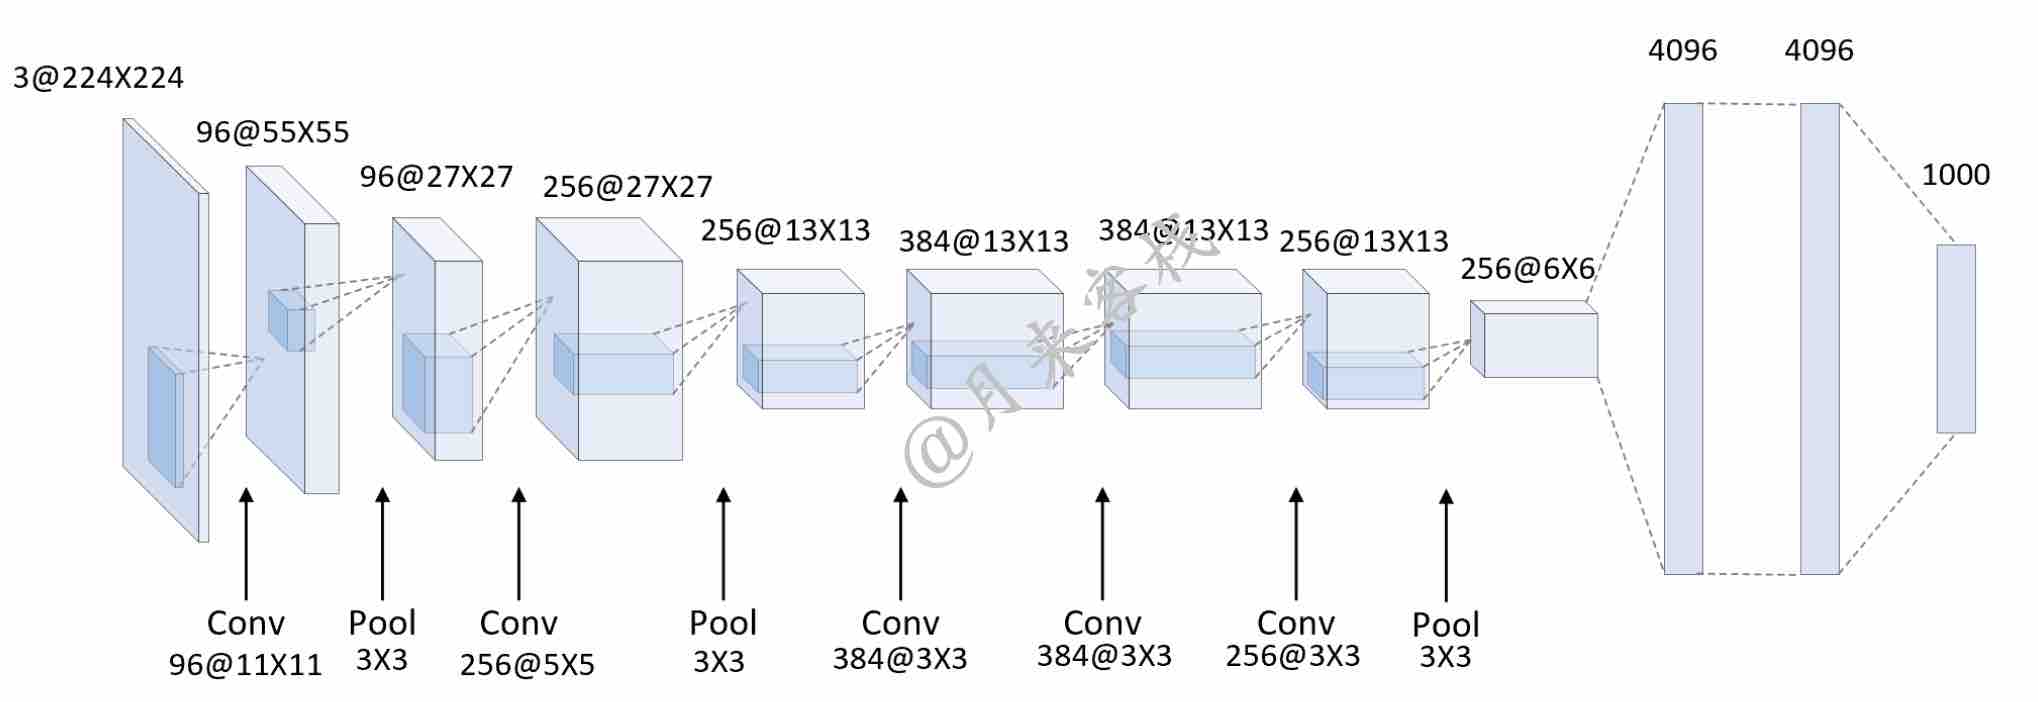 3@224X224
96@55X55
96@27X27
256@27X27
256@13X13
384@13X13
384@13X13
256@13X13
256@6X6
4096
4096
1000
@月来客栈
Conv
96@11X11
Pool
3X3
Conv
256@5X5
Pool
3X3
Conv
384@3X3
Conv
384@3X3
Conv
256@3X3
Pool
3X3